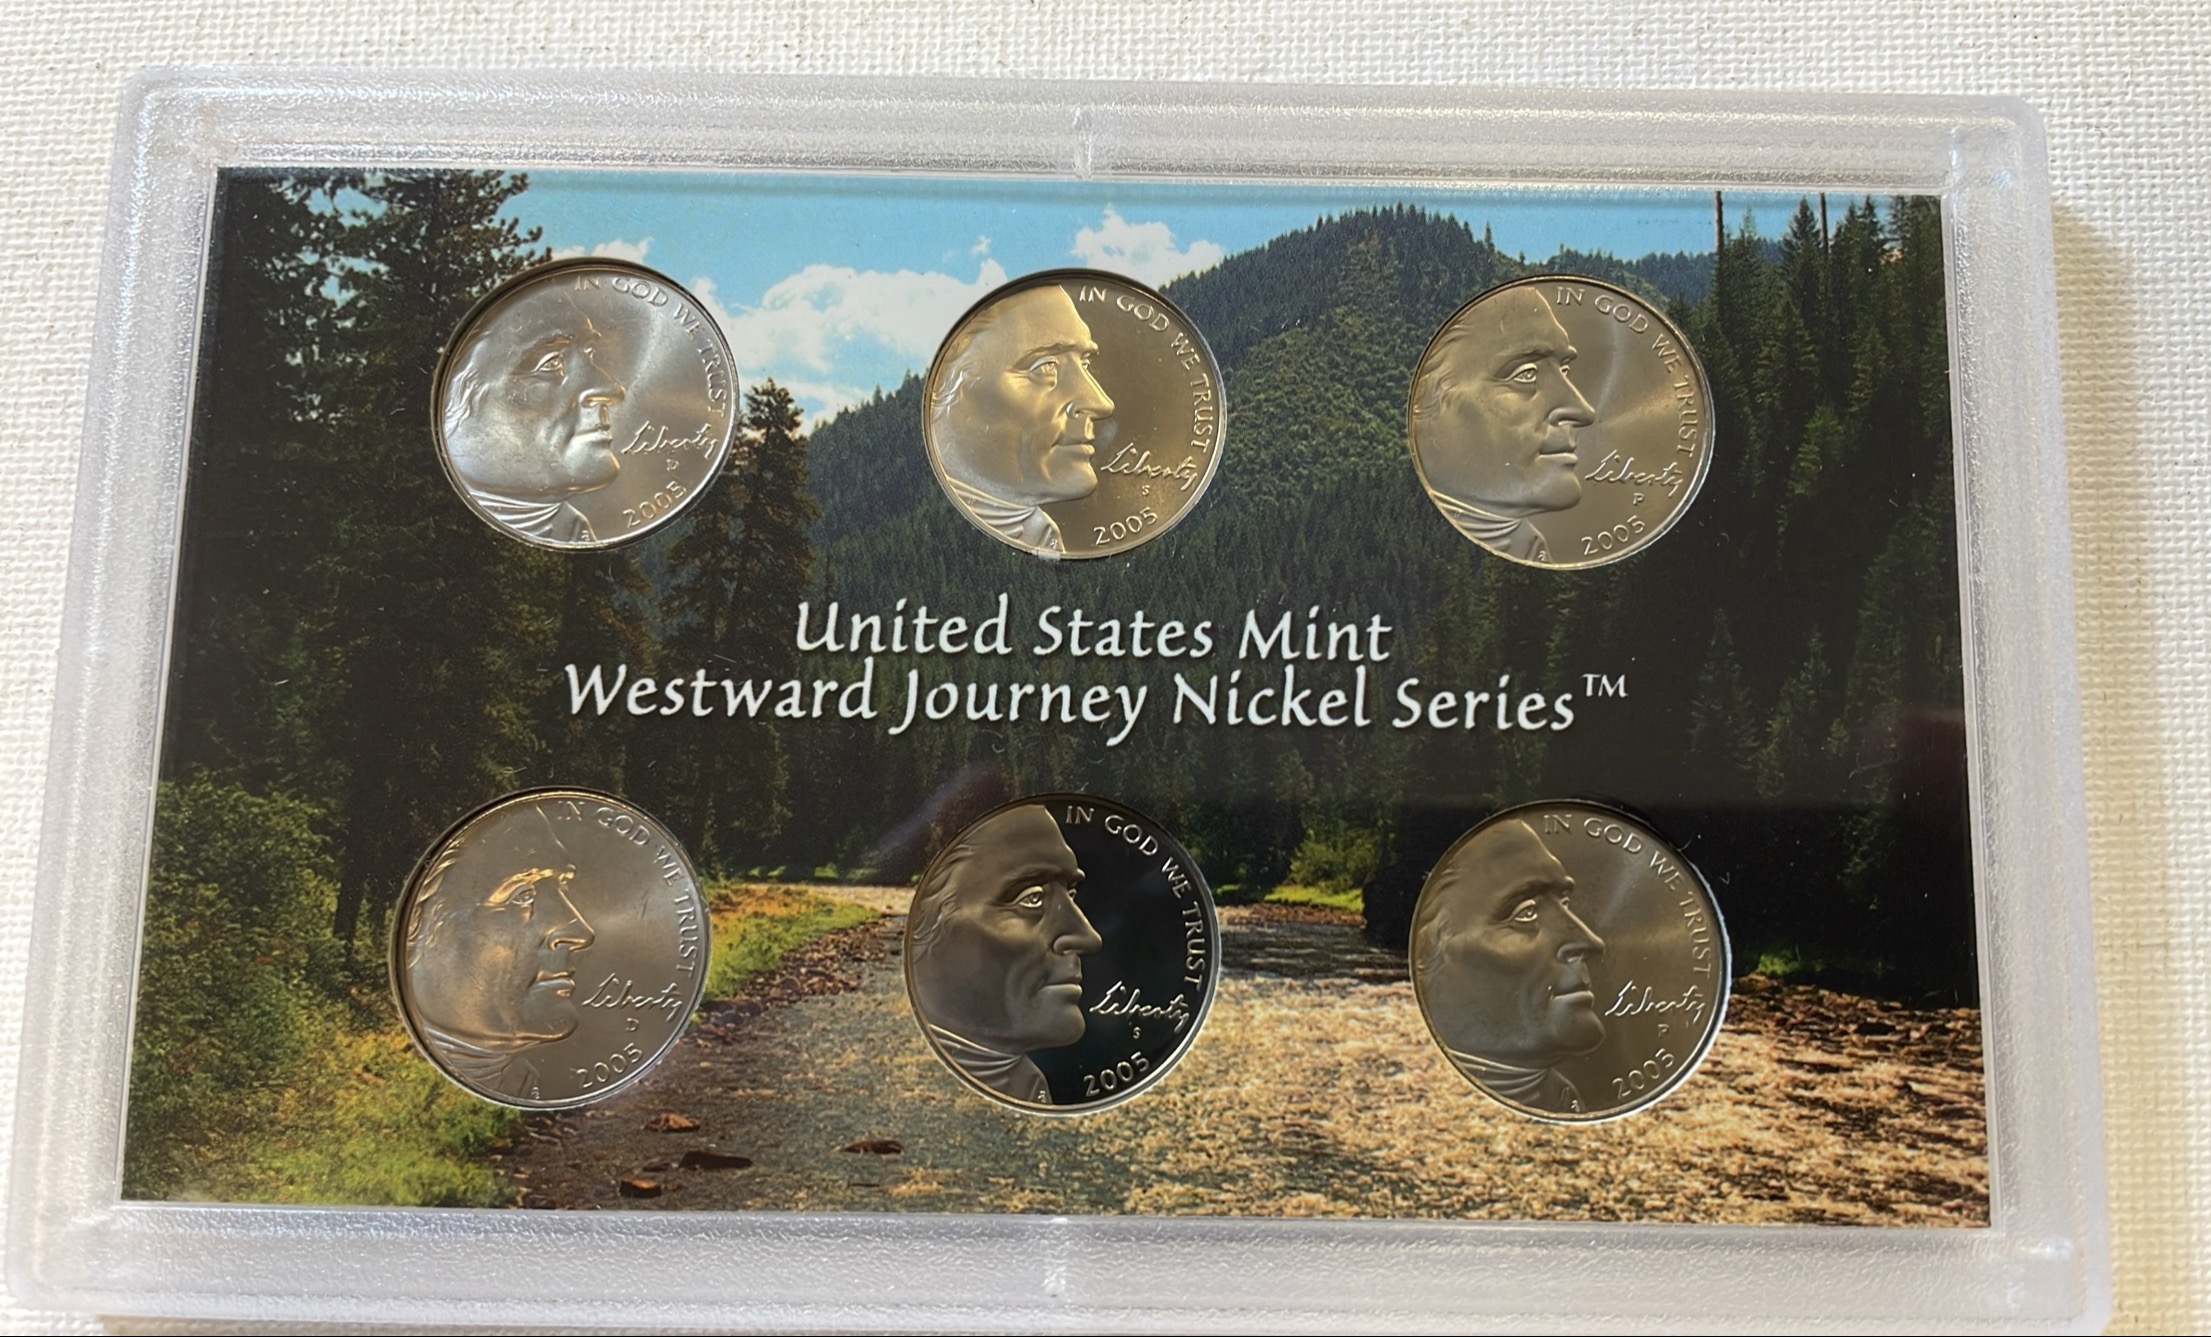 IN GOD WE TRUST
Liberty
D
2005
IN GOD WE TRUST
Liberty
S
2005
IN GOD WE TRUST
Liberty
P
2005
United States Mint
Westward Journey Nickel Series™
IN GOD WE TRUST
Liberty
D
2005
IN GOD WE TRUST
Liberty
S
2005
IN GOD WE TRUST
Liberty
P
2005